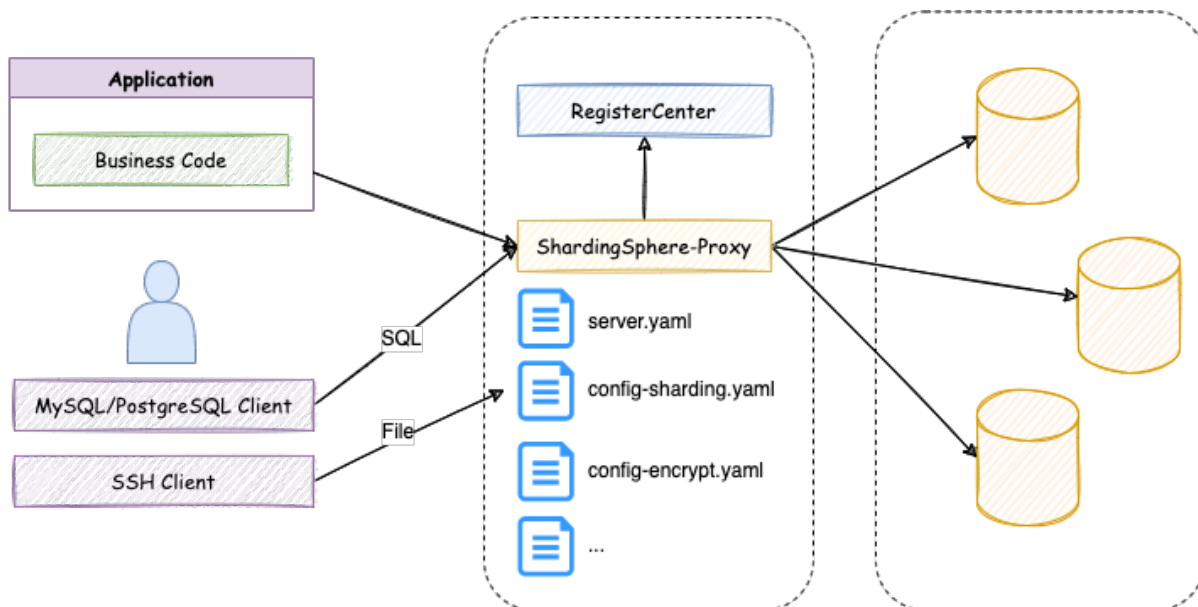 Application
Business Code
RegisterCenter
ShardingSphere-Proxy
SQL
MySQL/PostgreSQL Client
File
SSH Client
server.yaml
config-sharding.yaml
config-encrypt.yaml
...